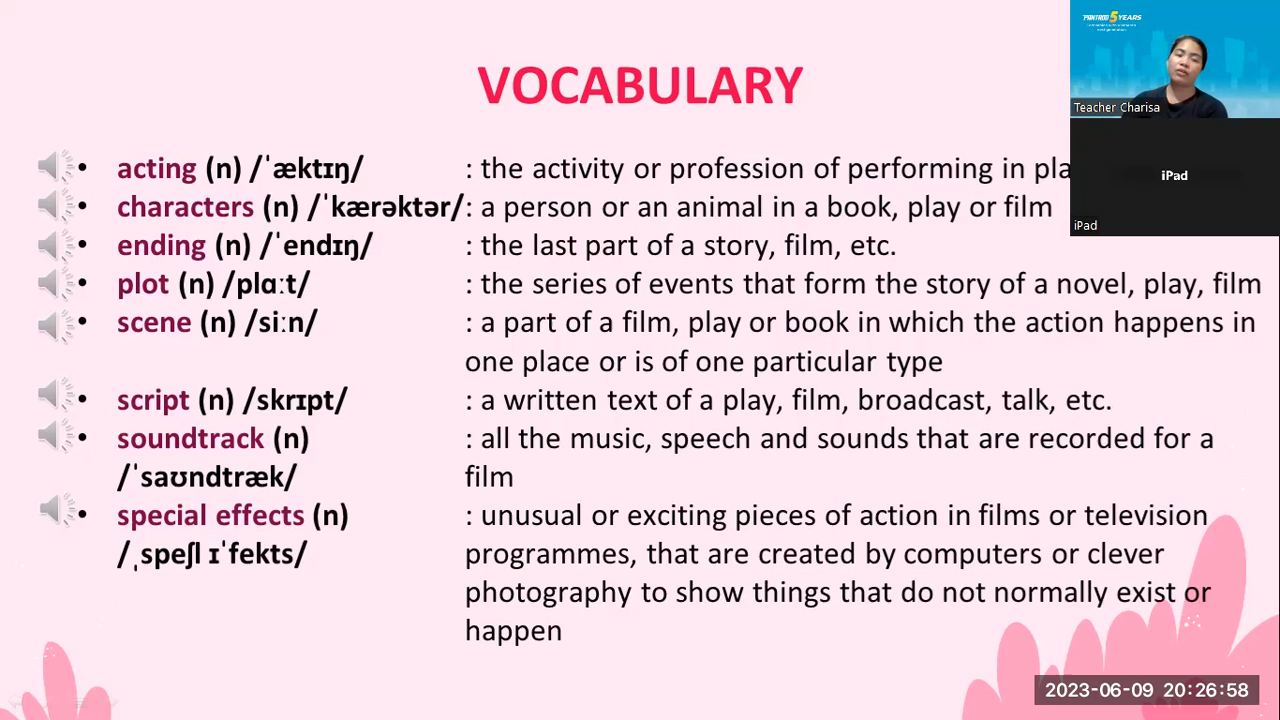 VOCABULARY
PANTADO 5 YEARS
Teacher Charisa
iPad
iPad
• acting (n) /ˈæktɪŋ/ : the activity or profession of performing in
• characters (n) /ˈkærəktər/ : a person or an animal in a book, play or film
• ending (n) /ˈendɪŋ/ : the last part of a story, film, etc.
• plot (n) /plɑːt/ : the series of events that form the story of a novel, play, film
• scene (n) /siːn/ : a part of a film, play or book in which the action happens in
one place or is of one particular type
• script (n) /skrɪpt/ : a written text of a play, film, broadcast, talk, etc.
• soundtrack (n) : all the music, speech and sounds that are recorded for a
/ˈsaʊndtræk/ film
• special effects (n) : unusual or exciting pieces of action in films or television
/ˌspeʃl ɪˈfekts/ programmes, that are created by computers or clever
photography to show things that do not normally exist or
happen
2023-06-09 20:26:58